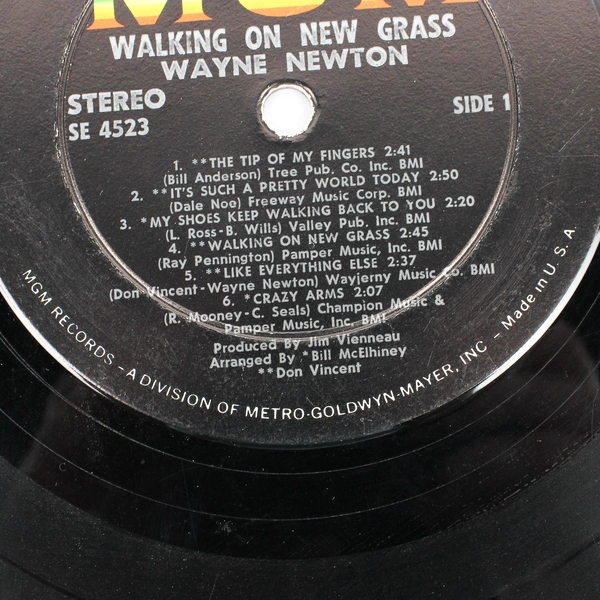 MGM
WALKING ON NEW GRASS
WAYNE NEWTON
STEREO
SE 4523
SIDE 1
1. **THE TIP OF MY FINGERS 2:41
(Bill Anderson) Tree Pub. Co. Inc. BMI
2. **IT'S SUCH A PRETTY WORLD TODAY 2:50
(Dale Noe) Freeway Music Corp. BMI
3. *MY SHOES KEEP WALKING BACK TO YOU 2:20
(L. Ross-B. Wills) Valley Pub, Inc. BMI
4. **WALKING ON NEW GRASS 2:45
(Ray Pennington) Pamper Music, Inc. BMI
5. **LIKE EVERYTHING ELSE 2:37
(Don Vincent-Wayne Newton) Wayjerny Music Co. BMI
6. *CRAZY ARMS 2:07
(R. Mooney-C. Seals) Champion Music &
Pamper Music, Inc. BMI
Produced by Jim Vienneau
Arranged By *Bill McElhiney
**Don Vincent
MGM RECORDS - A DIVISION OF METRO-GOLDWYN-MAYER, INC - Made in U. S. A.